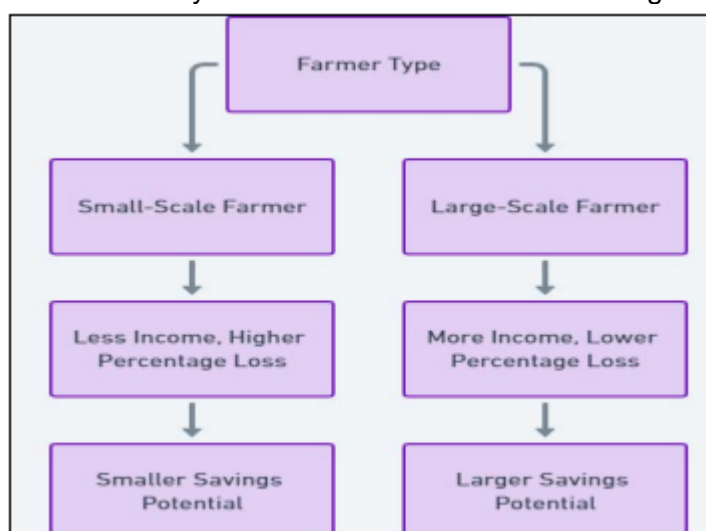 Farmer Type
Small-Scale Farmer
Large-Scale Farmer
Less Income, Higher
Percentage Loss
More Income, Lower
Percentage Loss
Smaller Savings
Potential
Larger Savings
Potential